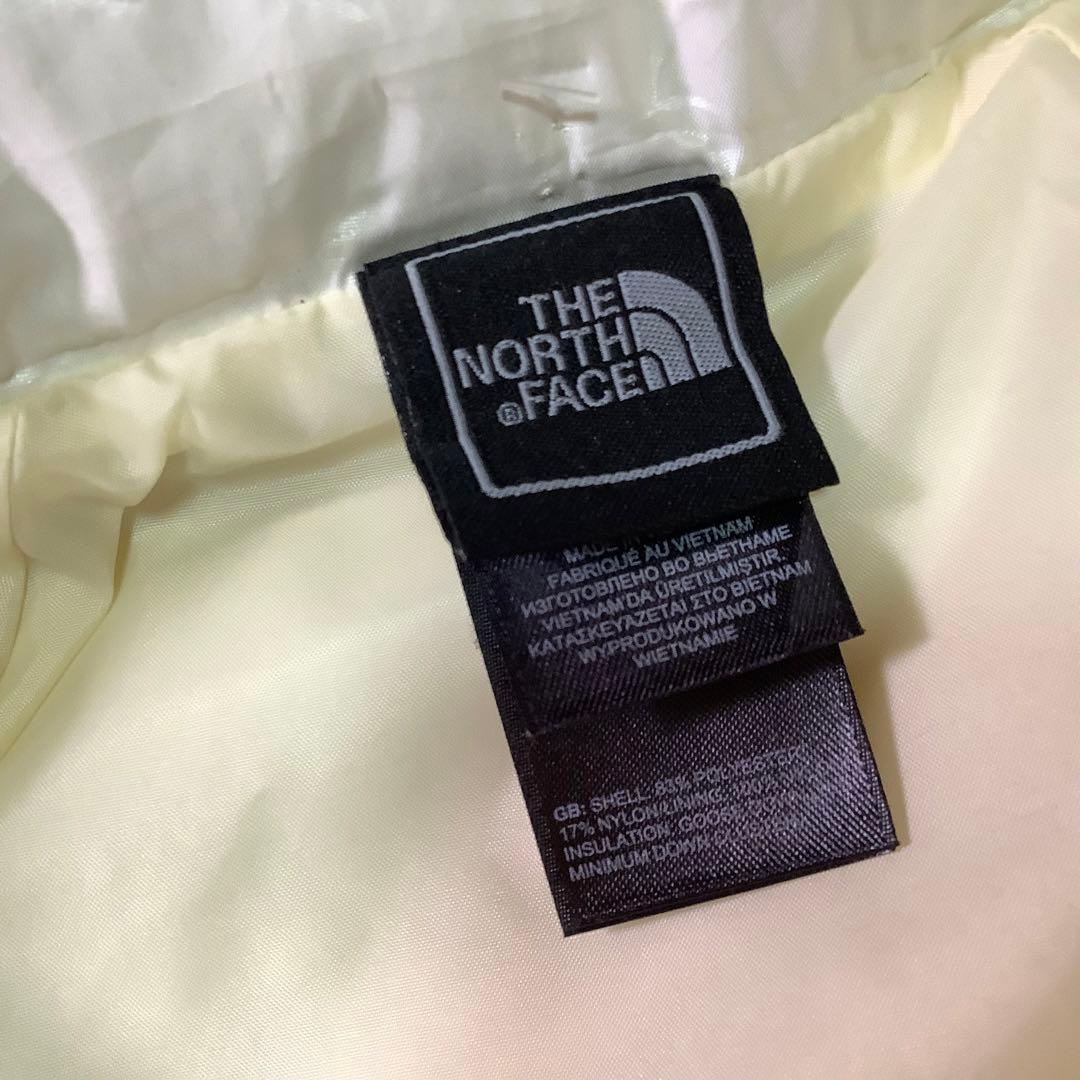 THE
NORTH
® FACE
MADE IN
FABRIQUÉ AU VIETNAM
ИЗГОТОВЛЕНО ВО ВЬЕТНАМЕ
VIETNAM'DA ÜRETILMIŞTIR.
ΚΑΤΑΣΚΕΥΑΖΕΤΑΙ ΣΤΟ ΒΙΕΤΝΑΜ
WYPRODUKOWANO W
WIETNAMIE
GB: SHELL: 83% POLYESTER/
17% NYLON/LINING: 100%
INSULATION: GOOSE
MINIMUM DOWN